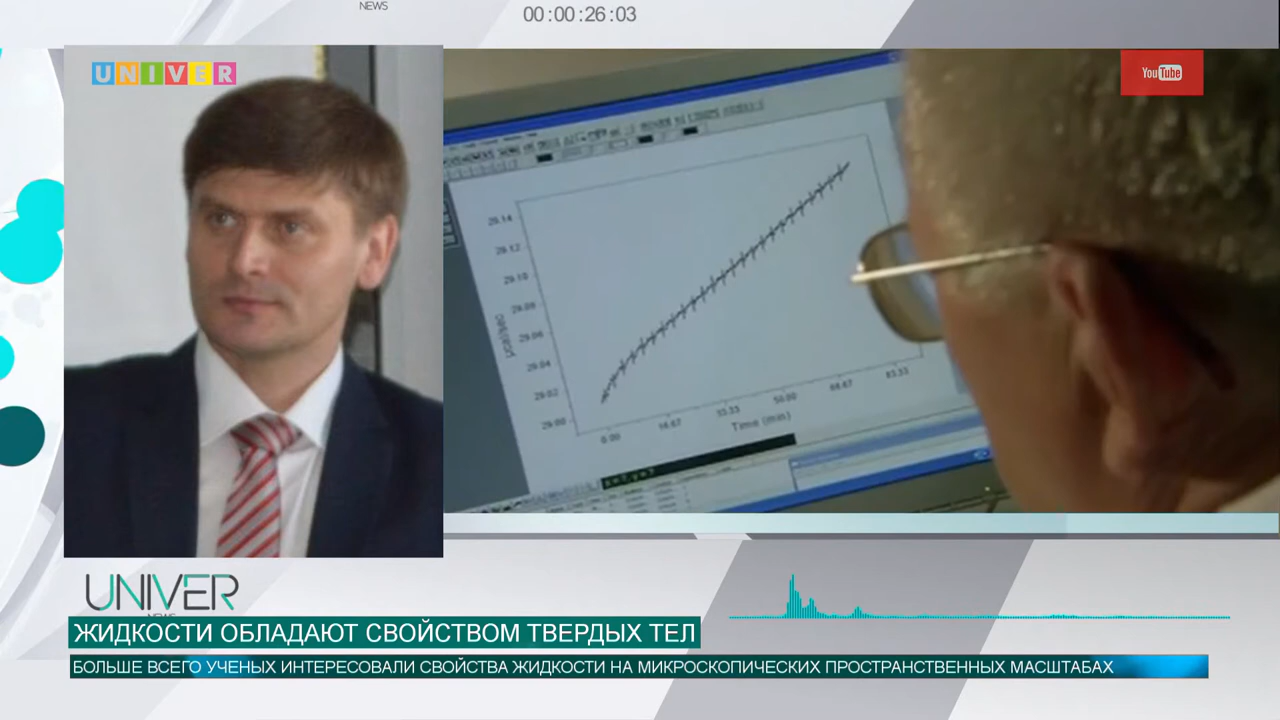 NEWS
00:00:26:03
UNIVER
YouTube
29.14
29.12
29.10
29.08
29.06
29.04
29.02
29.00
0.00 16.67 33.33 50.00 66.67 83.33
Time (min)
UNIVER
ЖИДКОСТИ ОБЛАДАЮТ СВОЙСТВОМ ТВЕРДЫХ ТЕЛ
БОЛЬШЕ ВСЕГО УЧЕНЫХ ИНТЕРЕСОВАЛИ СВОЙСТВА ЖИДКОСТИ НА МИКРОСКОПИЧЕСКИХ ПРОСТРАНСТВЕННЫХ МАСШТАБАХ